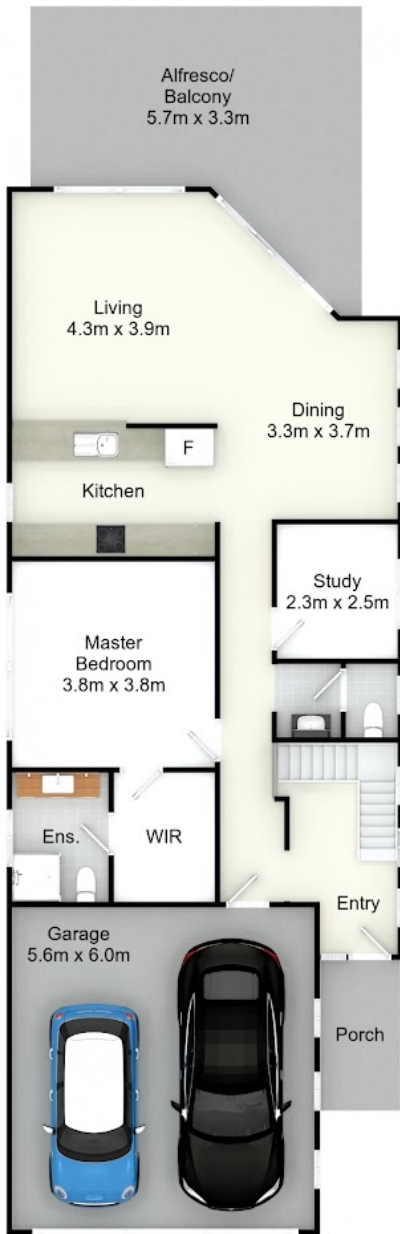 Alfresco/
Balcony
5.7m x 3.3m
Living
4.3m x 3.9m
Dining
3.3m x 3.7m
F
Kitchen
Study
2.3m x 2.5m
Master
Bedroom
3.8m x 3.8m
Ens.
WIR
Entry
Garage
5.6m x 6.0m
Porch